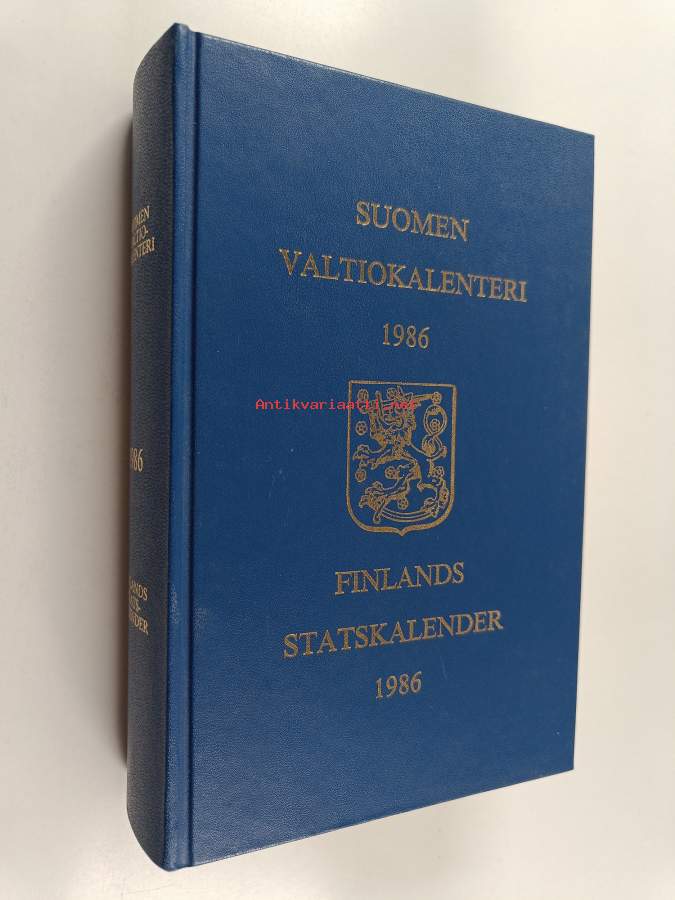 SUOMEN
VALTIOKALENTERI
1986
Antikvariaatti.net
FINLANDS
STATSKALENDER
1986